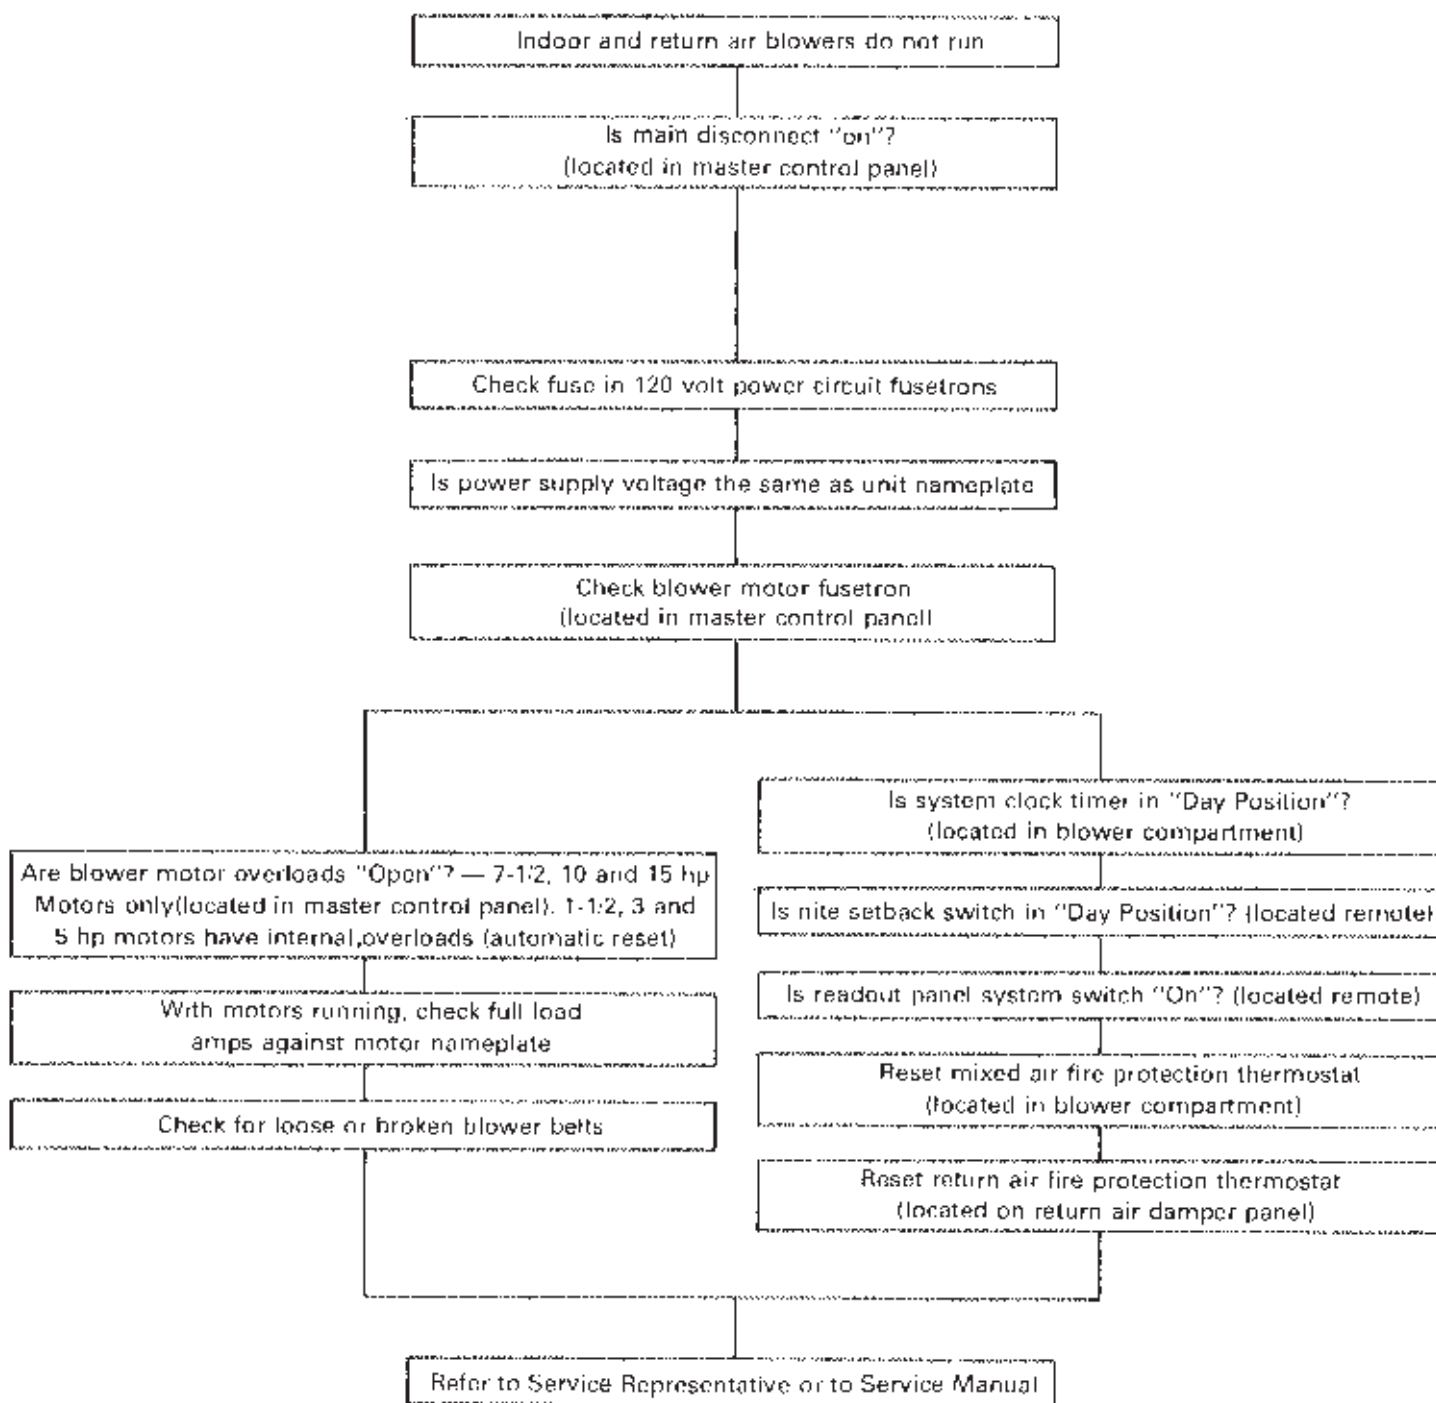 Indoor and return air blowers do not run
Is main disconnect "on"?
(located in master control panel)
Check fuse in 120 volt power circuit fusetrons
Is power supply voltage the same as unit nameplate
Check blower motor fusetron
(located in master control panel)
Are blower motor overloads "Open"? — 7-1/2, 10 and 15 hp
Motors only(located in master control panel). 1-1/2, 3 and
5 hp motors have internal,overloads (automatic reset)
With motors running, check full load
amps against motor nameplate
Check for loose or broken blower belts
Is system clock timer in "Day Position"?
(located in blower compartment)
Is nite setback switch in "Day Position"? (located remote)
Is readout panel system switch "On"? (located remote)
Reset mixed air fire protection thermostat
(located in blower compartment)
Reset return air fire protection thermostat
(located on return air damper panel)
Refer to Service Representative or to Service Manual